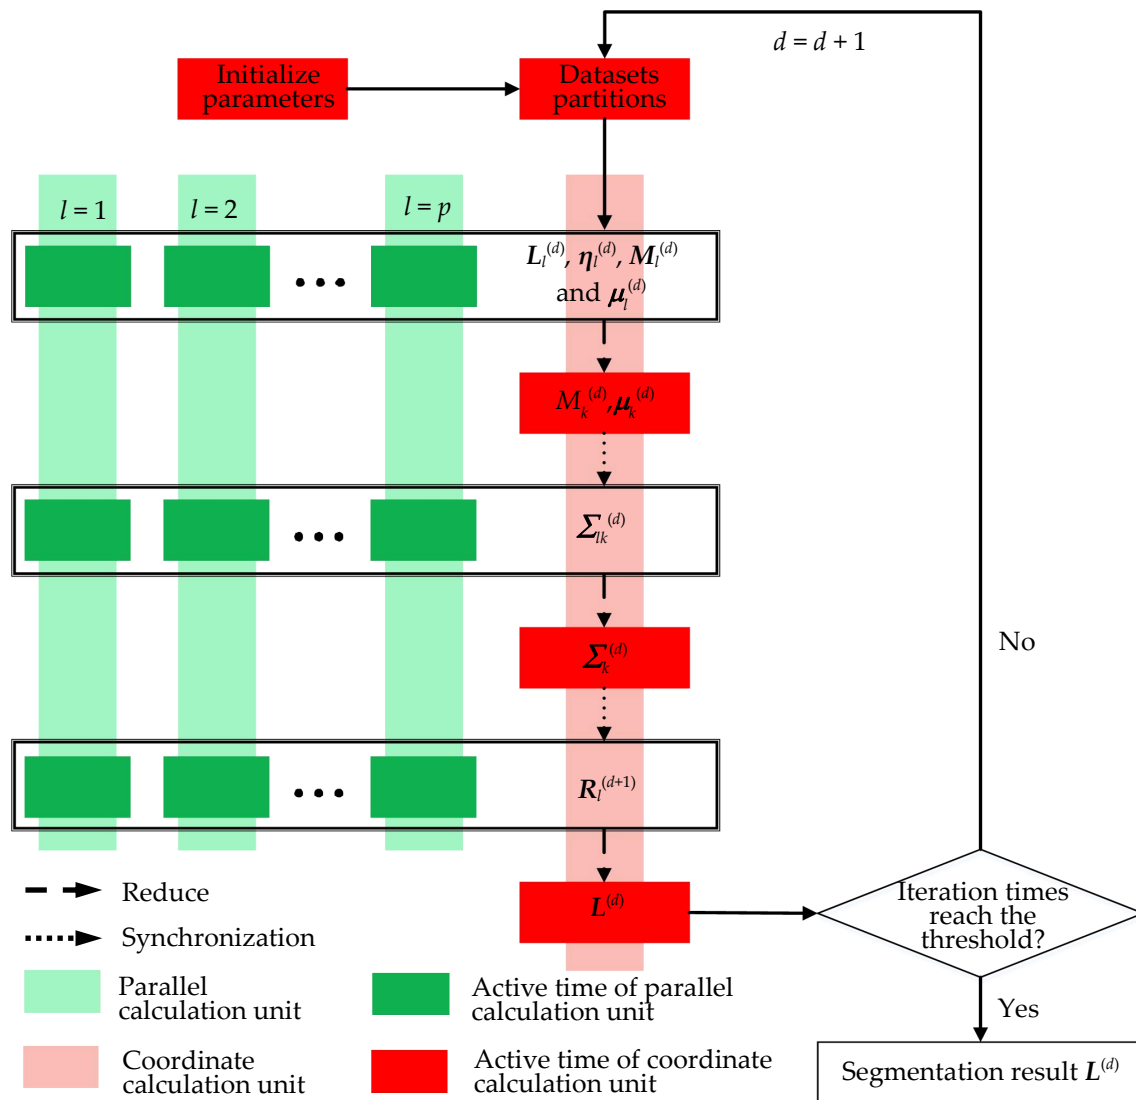 d = d + 1
Initialize
parameters
Datasets
partitions
l = 1
l = 2
l = p
L_l^(d), η_l^(d), M_l^(d)
and μ_l^(d)
M_k^(d), μ_k^(d)
Σ_lk^(d)
Σ_k^(d)
No
R_l^(d+1)
L^(d)
Iteration times
reach the
threshold?
Yes
Segmentation result L^(d)
Reduce
Synchronization
Parallel
calculation unit
Active time of parallel
calculation unit
Coordinate
calculation unit
Active time of coordinate
calculation unit